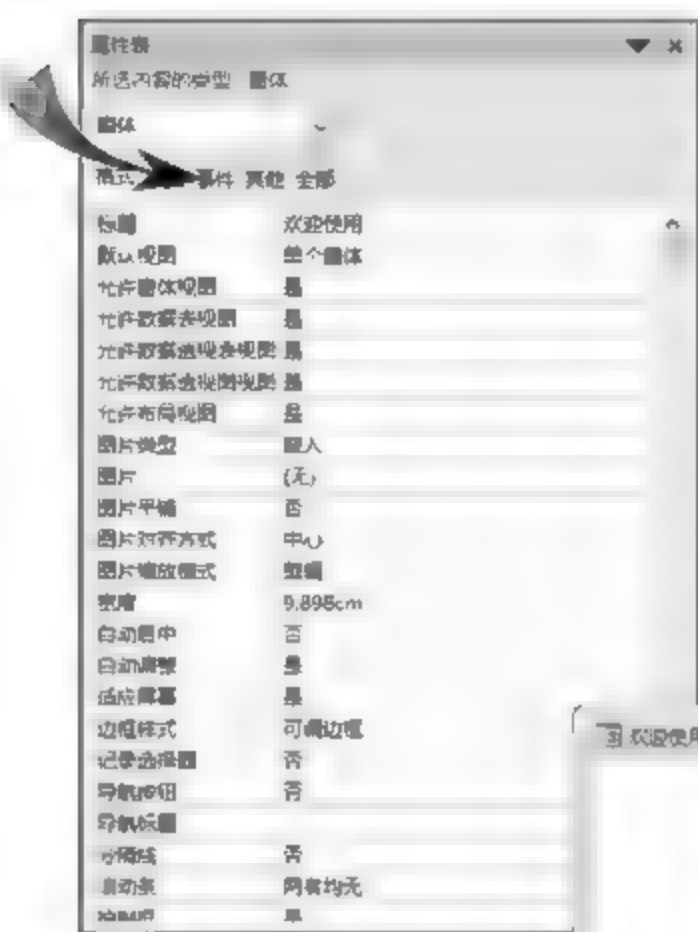 属性表
所选内容的类型：窗体
窗体
格式 事件 其他 全部
标题 欢迎使用
默认视图 单个窗体
允许窗体视图 是
允许数据表视图 是
允许数据透视表视图 是
允许数据透视图视图 是
允许布局视图 是
图片类型 嵌入
图片 (无)
图片平铺 否
图片对齐方式 中心
图片缩放模式 剪辑
宽度 9.898cm
自动居中 否
自动调整 是
适应屏幕 是
边框样式 可调边框
记录选择器 否
导航按钮 否
导航标题
分隔线 否
滚动条 两者均无
控制框 是
欢迎使用